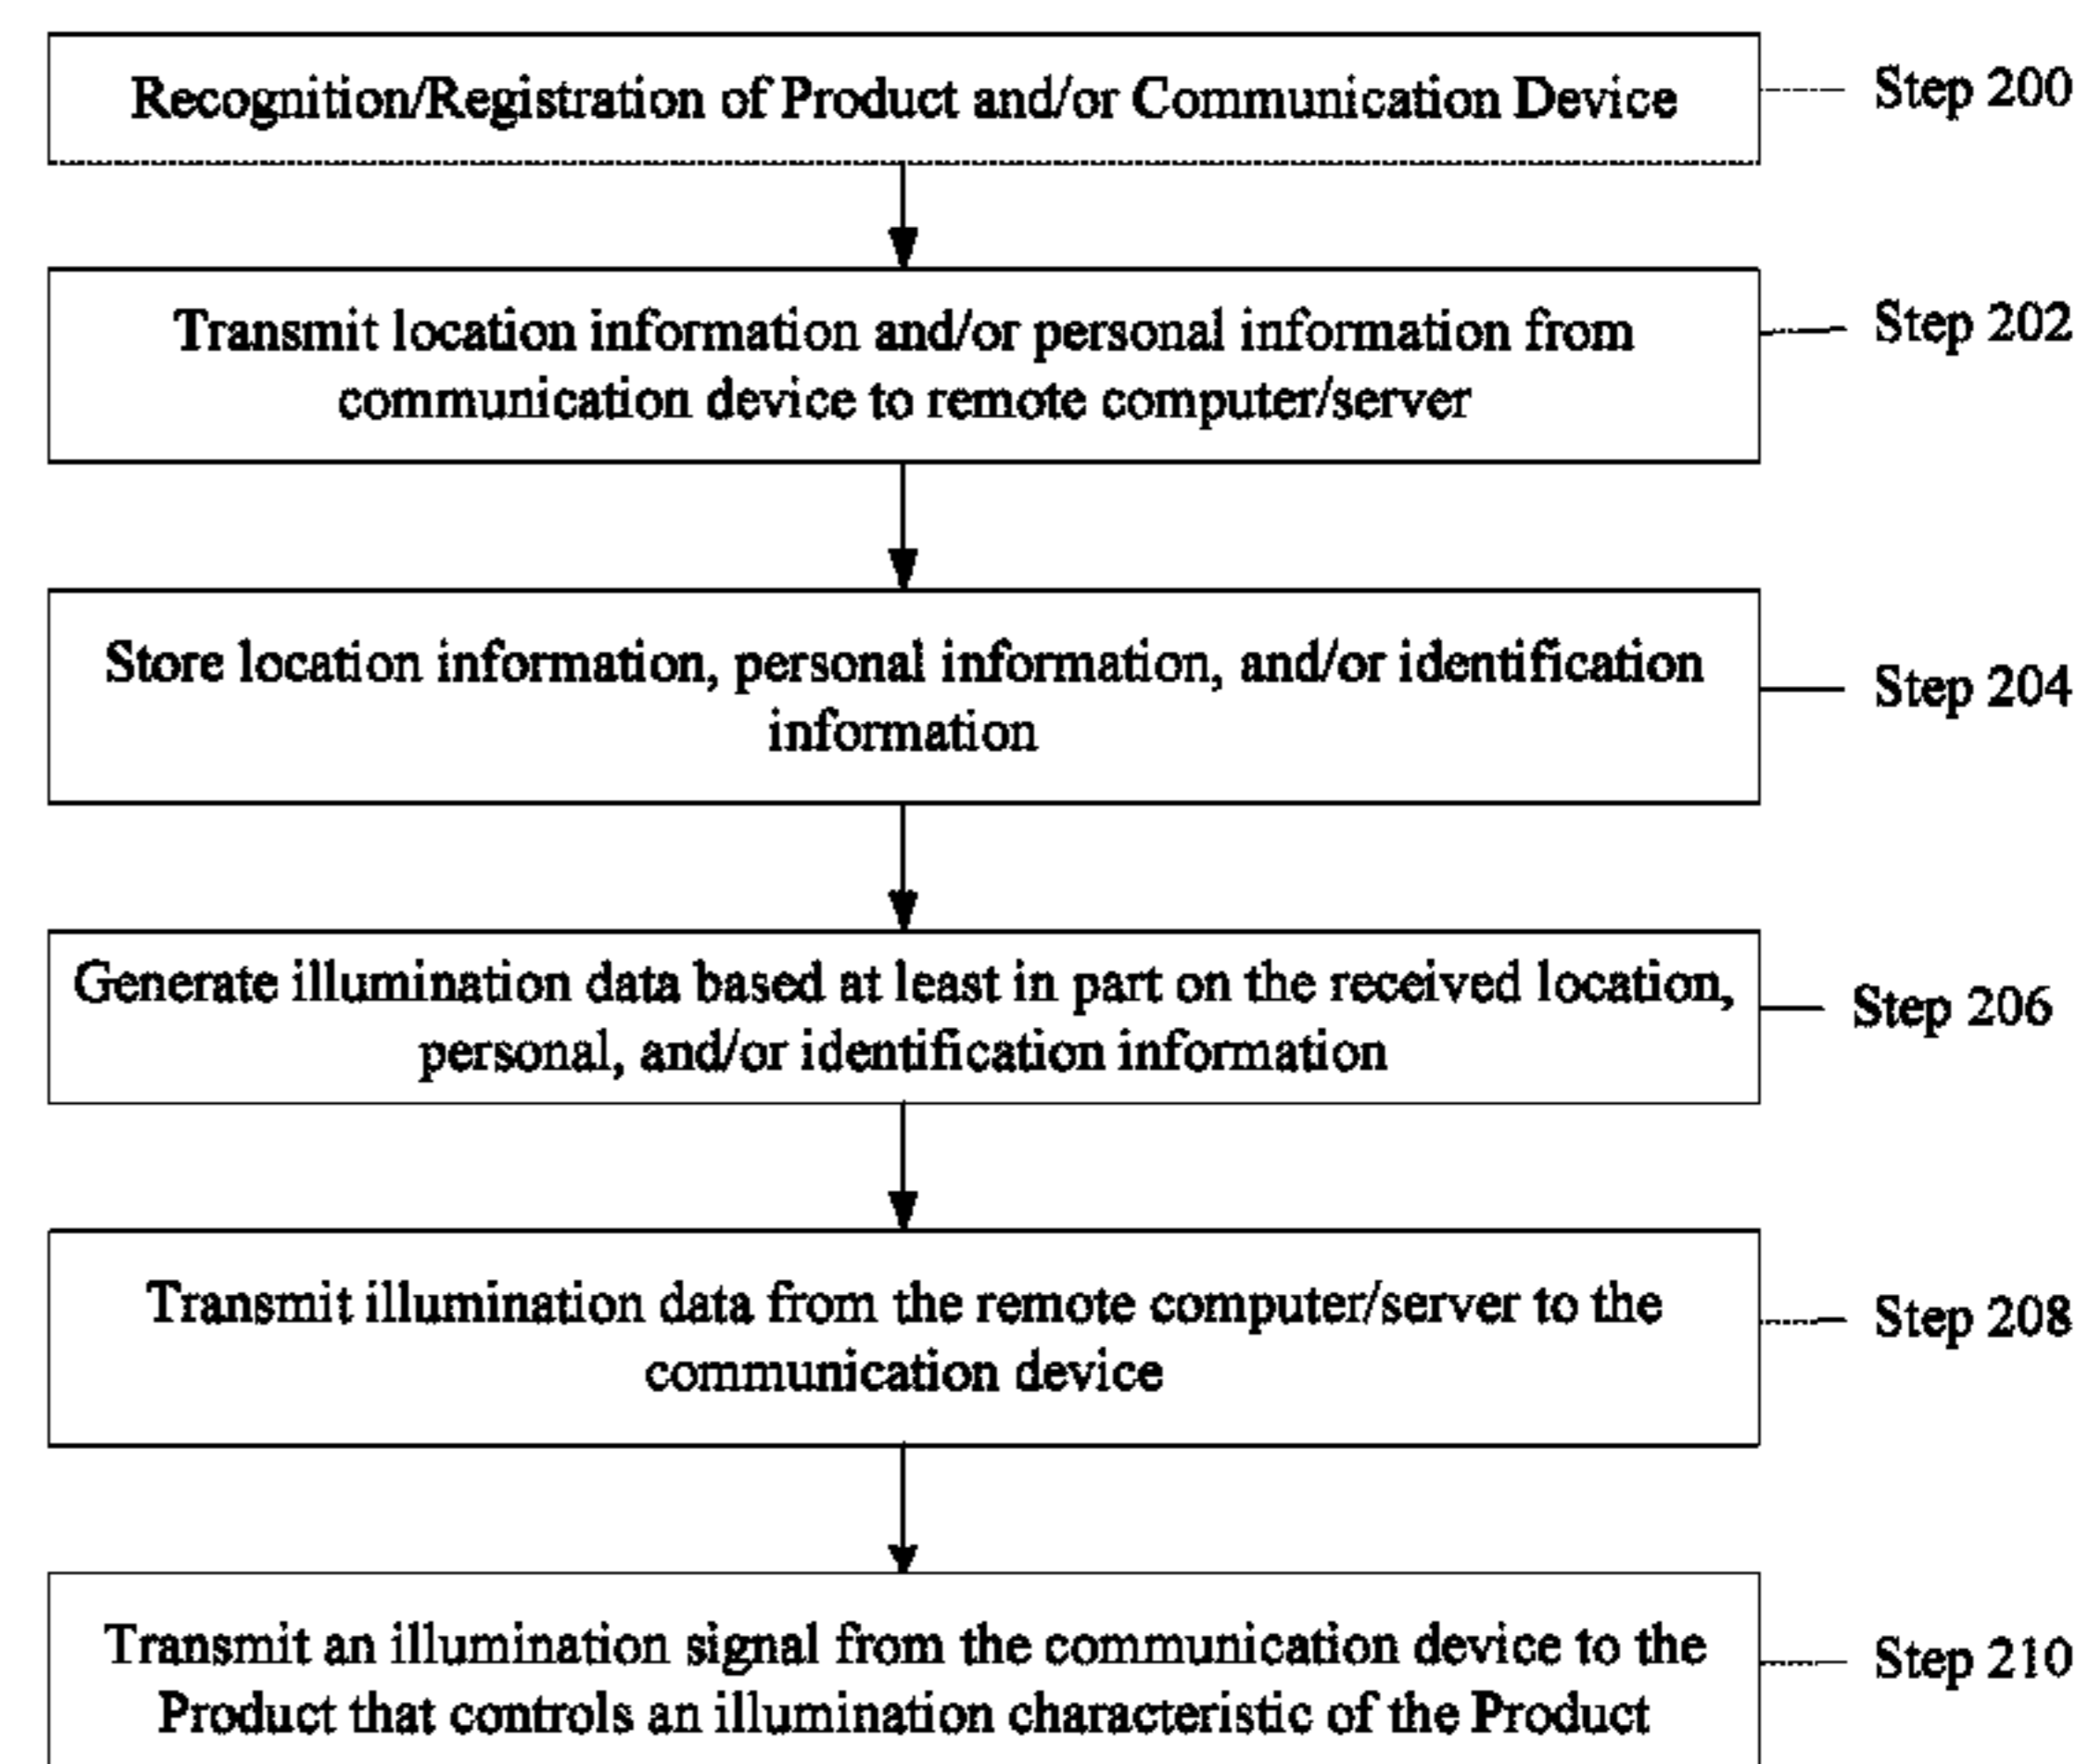 Recognition/Registration of Product and/or Communication Device
Step 200
Transmit location information and/or personal information from
communication device to remote computer/server
Step 202
Store location information, personal information, and/or identification
information
Step 204
Generate illumination data based at least in part on the received location,
personal, and/or identification information
Step 206
Transmit illumination data from the remote computer/server to the
communication device
Step 208
Transmit an illumination signal from the communication device to the
Product that controls an illumination characteristic of the Product
Step 210